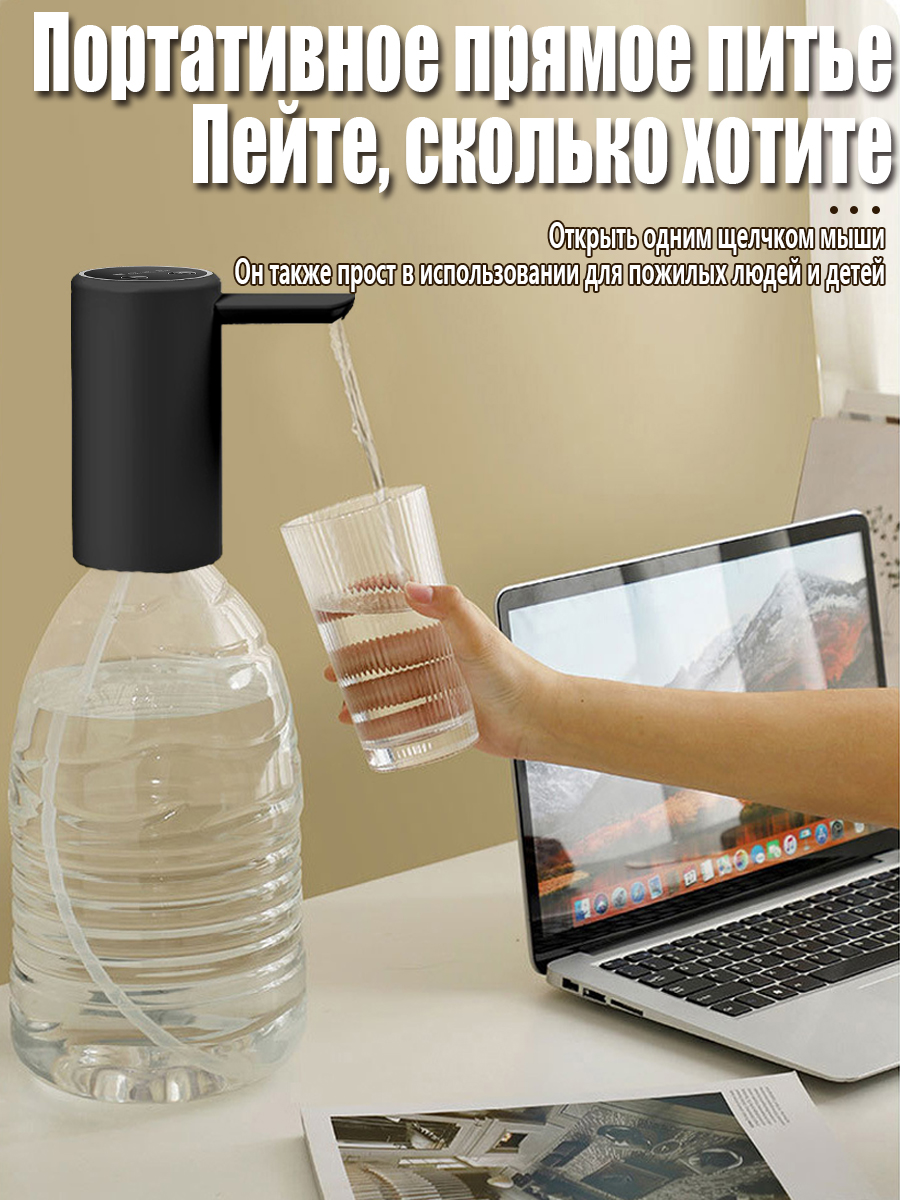 Портативное прямое питье
Пейте, сколько хотите
Открыть одним щелчком мыши
Он также прост в использовании для пожилых людей и детей